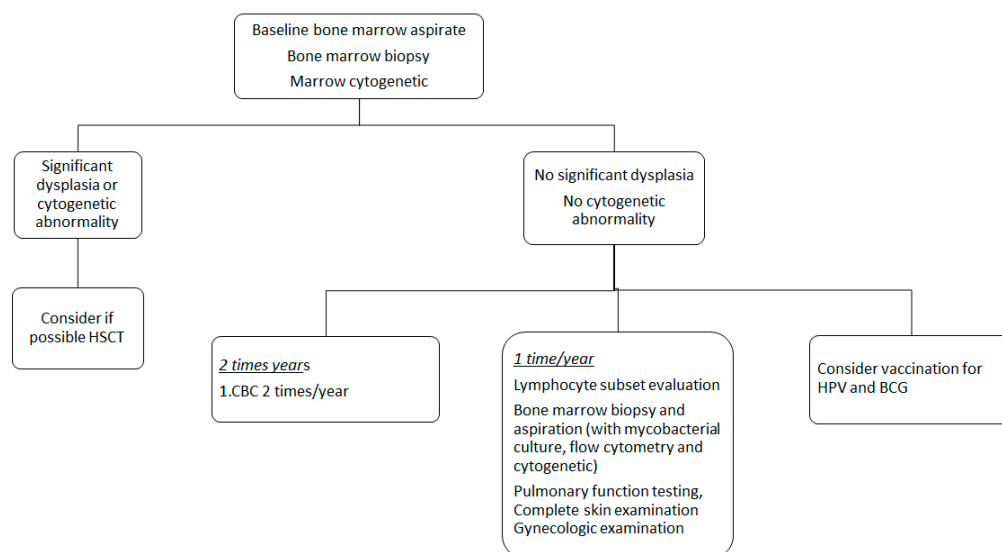 Baseline bone marrow aspirate
Bone marrow biopsy
Marrow cytogenetic
Significant
dysplasia or
cytogenetic
abnormality
No significant dysplasia
No cytogenetic
abnormality
Consider if
possible HSCT
2 times years
1.CBC 2 times/year
1 time/year
Lymphocyte subset evaluation
Bone marrow biopsy and
aspiration (with mycobacterial
culture, flow cytometry and
cytogenetic)
Pulmonary function testing,
Complete skin examination
Gynecologic examination
Consider vaccination for
HPV and BCG